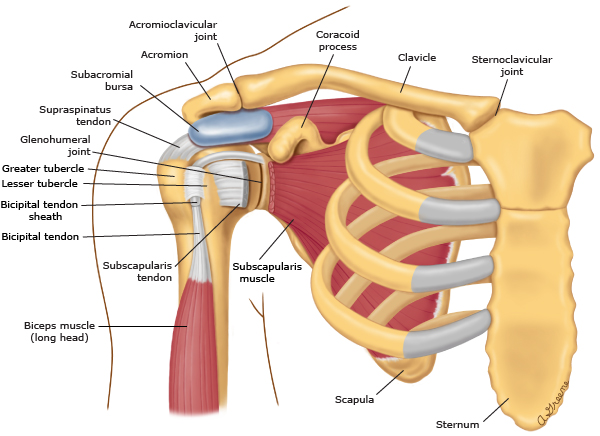 Acromioclavicular
joint
Acromion
Subacromial
bursa
Supraspinatus
tendon
Glenohumeral
joint
Greater tubercle
Lesser tubercle
Bicipital tendon
sheath
Bicipital tendon
Subscapularis
tendon
Biceps muscle
(long head)
Coracoid
process
Clavicle
Sternoclavicular
joint
Subscapularis
muscle
Scapula
Sternum
A. Greene